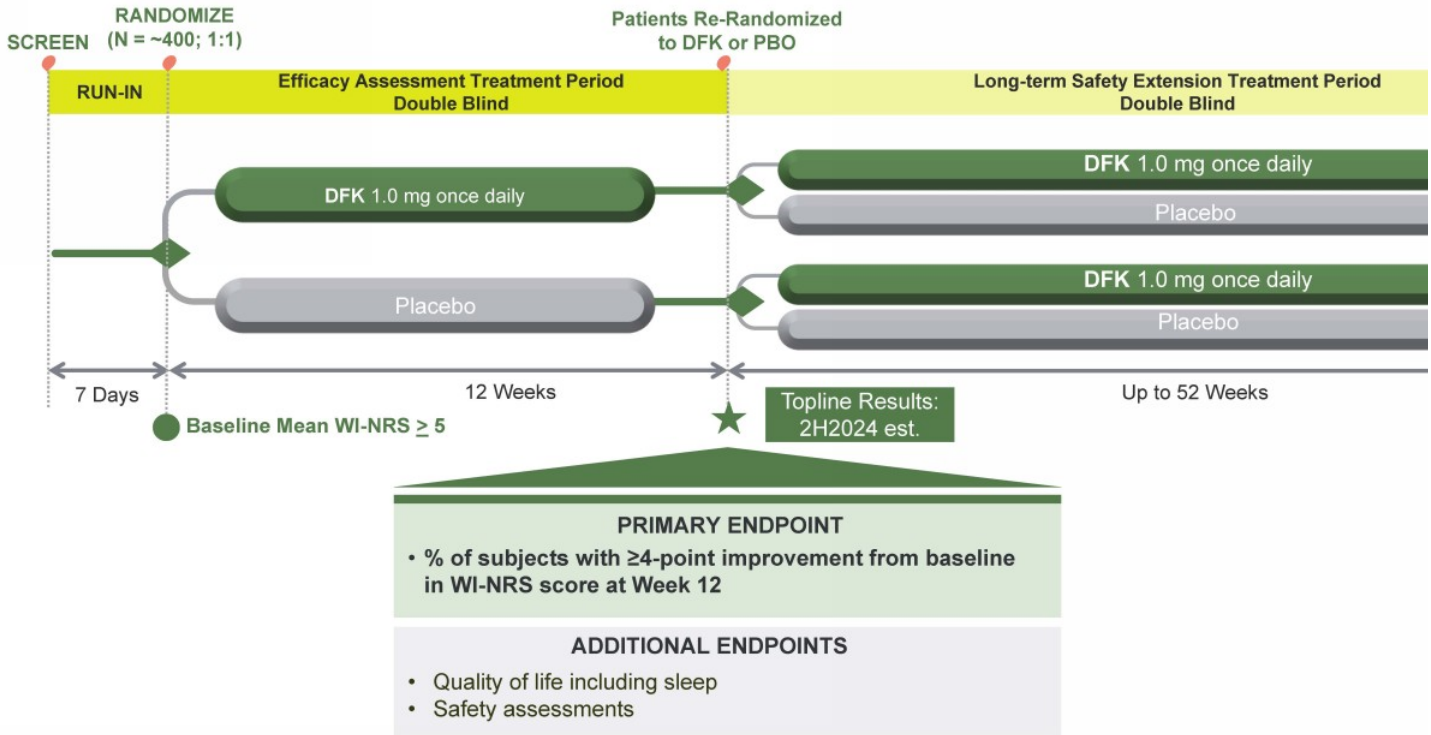 SCREEN
RANDOMIZE
(N = ~400; 1:1)
Patients Re-Randomized
to DFK or PBO
RUN-IN
Efficacy Assessment Treatment Period
Double Blind
Long-term Safety Extension Treatment Period
Double Blind
DFK 1.0 mg once daily
Placebo
DFK 1.0 mg once daily
Placebo
DFK 1.0 mg once daily
Placebo
7 Days
12 Weeks
Up to 52 Weeks
Baseline Mean WI-NRS ≥ 5
Topline Results:
2H2024 est.
PRIMARY ENDPOINT
• % of subjects with ≥4-point improvement from baseline
in WI-NRS score at Week 12
ADDITIONAL ENDPOINTS
• Quality of life including sleep
• Safety assessments